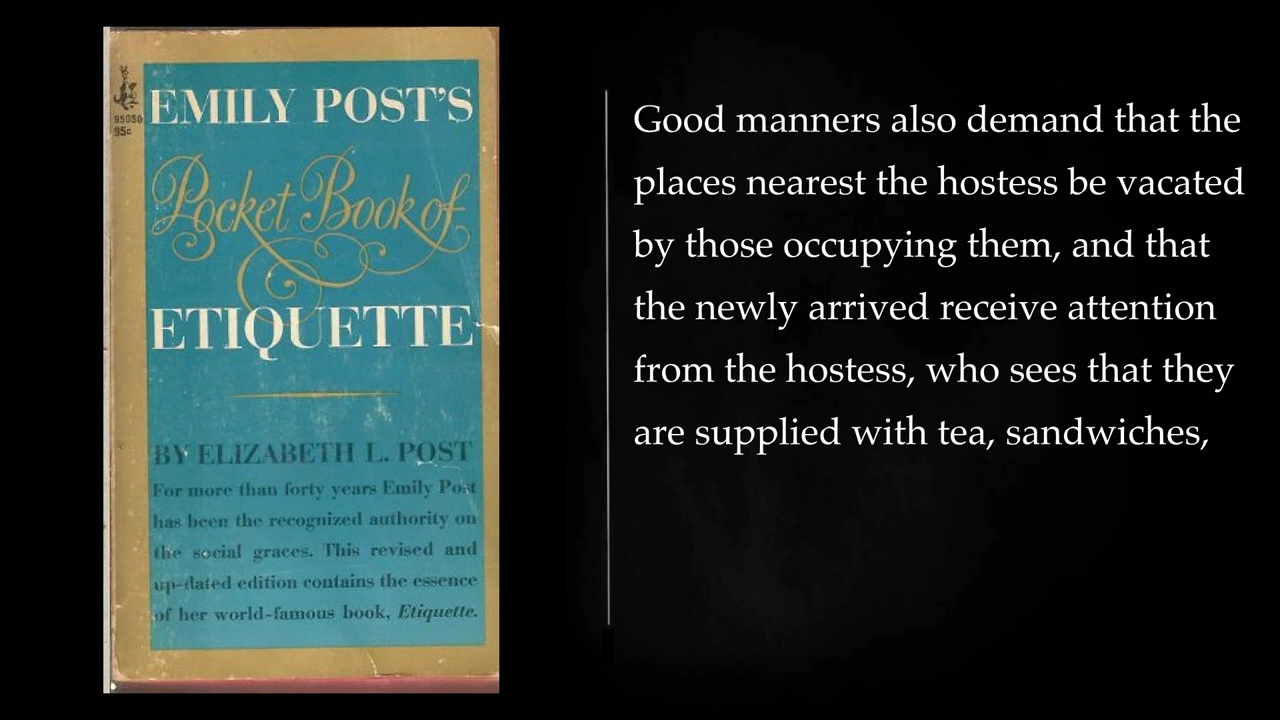 EMILY POST'S
Pocket Book of
ETIQUETTE
95050
95c
BY ELIZABETH L. POST
For more than forty years Emily Post
has been the recognized authority on
the social graces. This revised and
up-dated edition contains the essence
of her world-famous book, Etiquette.
Good manners also demand that the
places nearest the hostess be vacated
by those occupying them, and that
the newly arrived receive attention
from the hostess, who sees that they
are supplied with tea, sandwiches,